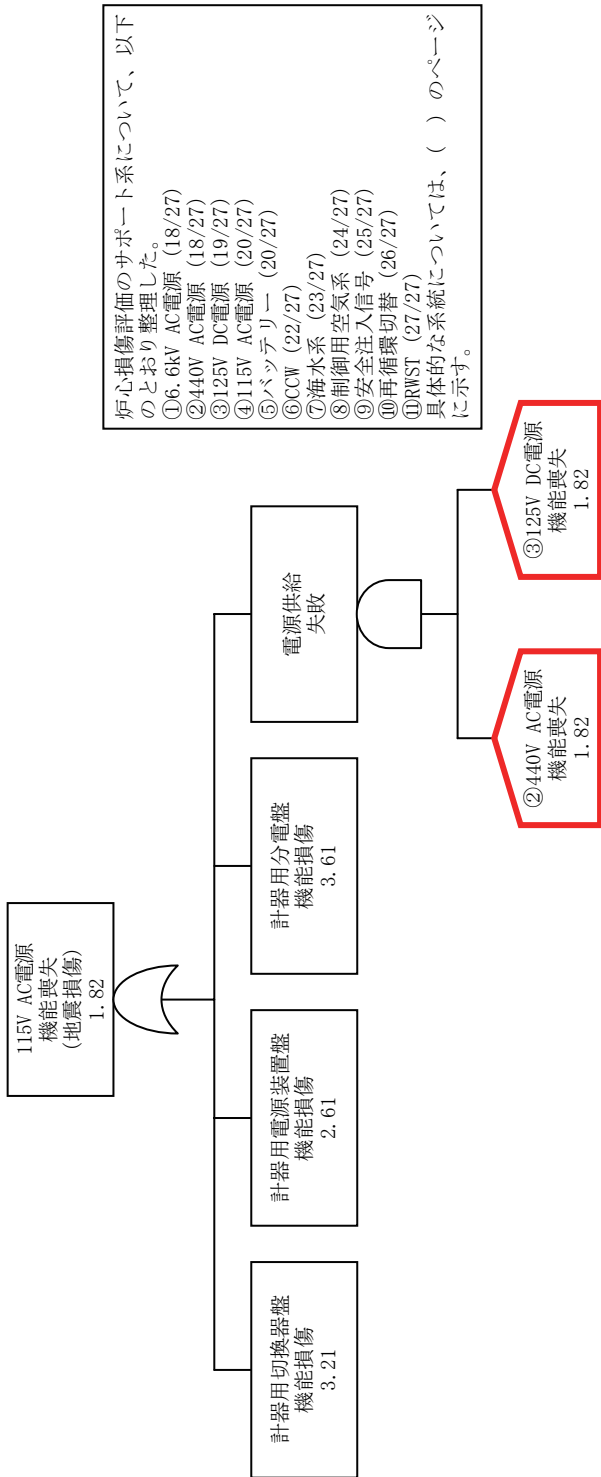 115V AC電源
機能喪失
(地震損傷)
1.82
計器用切換器盤
機能損傷
3.21
計器用電源装置盤
機能損傷
2.61
計器用分電盤
機能損傷
3.61
電源供給
失敗
②440V AC電源
機能喪失
1.82
③125V DC電源
機能喪失
1.82
炉心損傷評価のサポート系について、以下
のとおり整理した。
①6.6kV AC電源 (18/27)
②440V AC電源 (18/27)
③125V DC電源 (19/27)
④115V AC電源 (20/27)
⑤バッテリー (20/27)
⑥CCW (22/27)
⑦海水系 (23/27)
⑧制御用空気系 (24/27)
⑨安全注入信号 (25/27)
⑩再循環切替 (26/27)
⑪RWST (27/27)
具体的な系統については、( ) のページ
に示す。